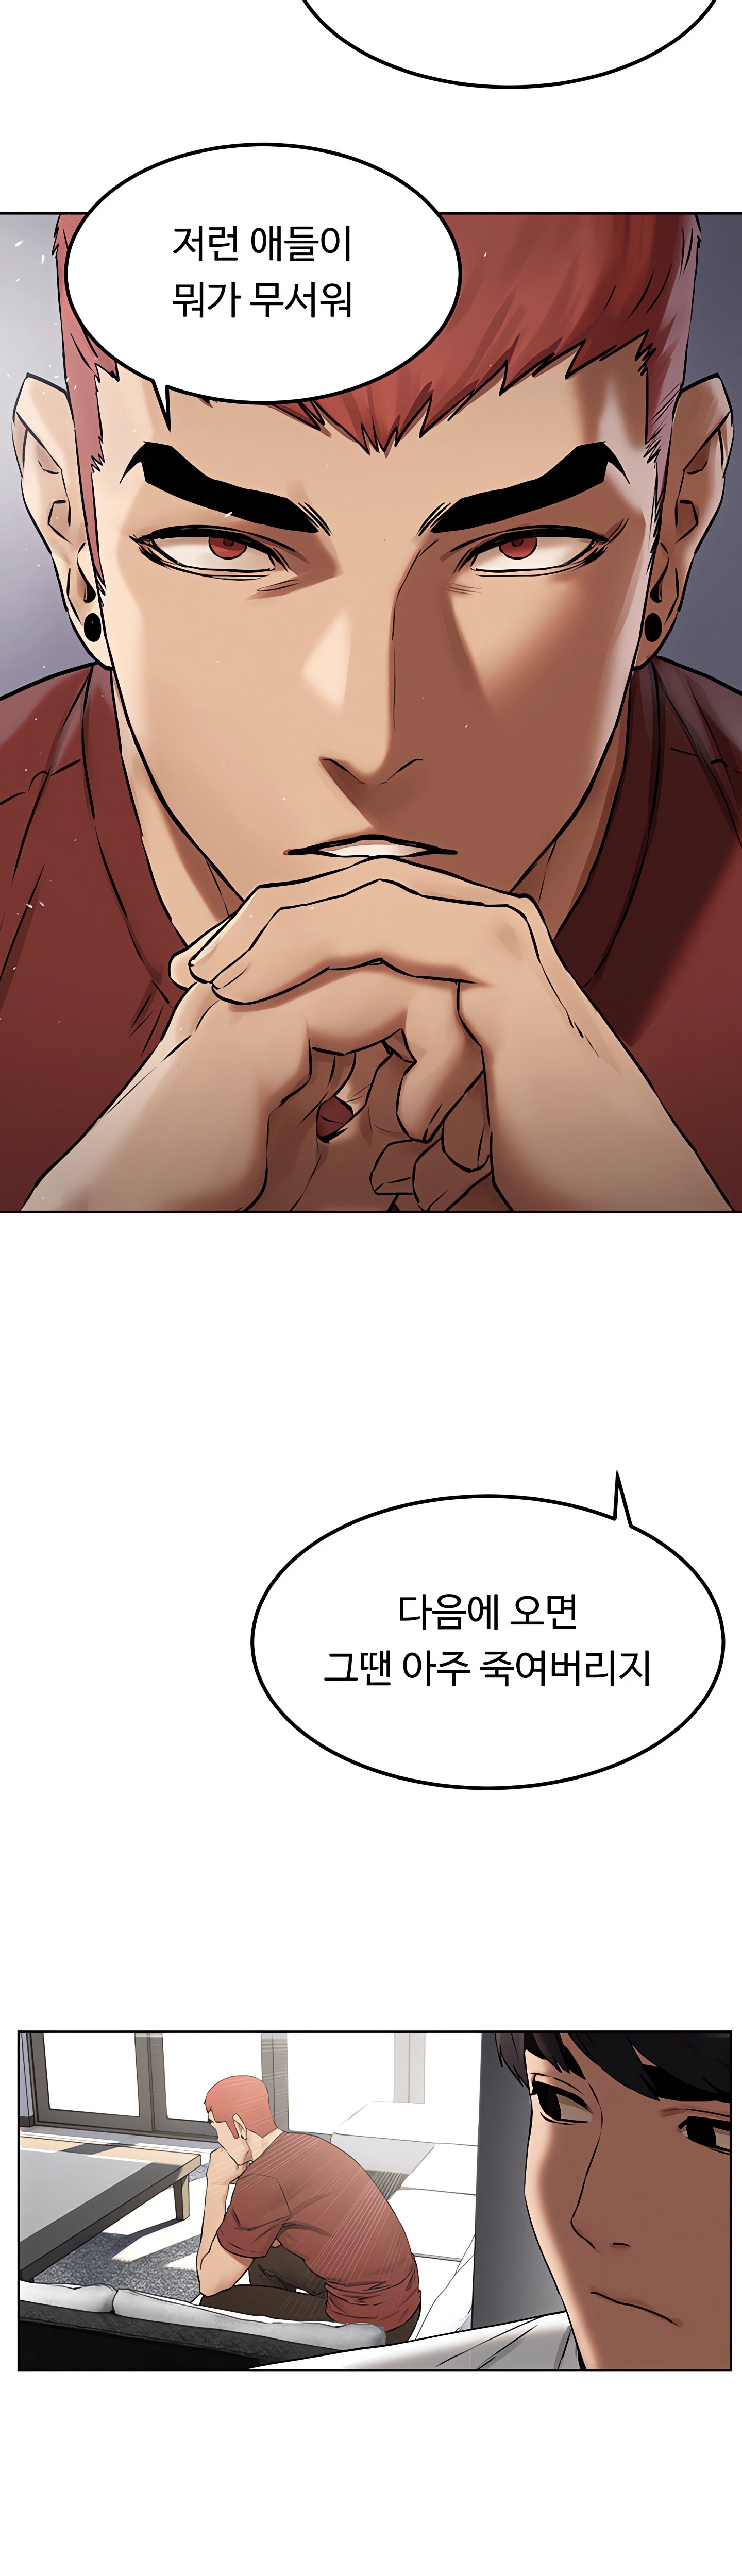 저런 애들이
뭐가 무서워
다음에 오면
그땐 아주 죽여버리지